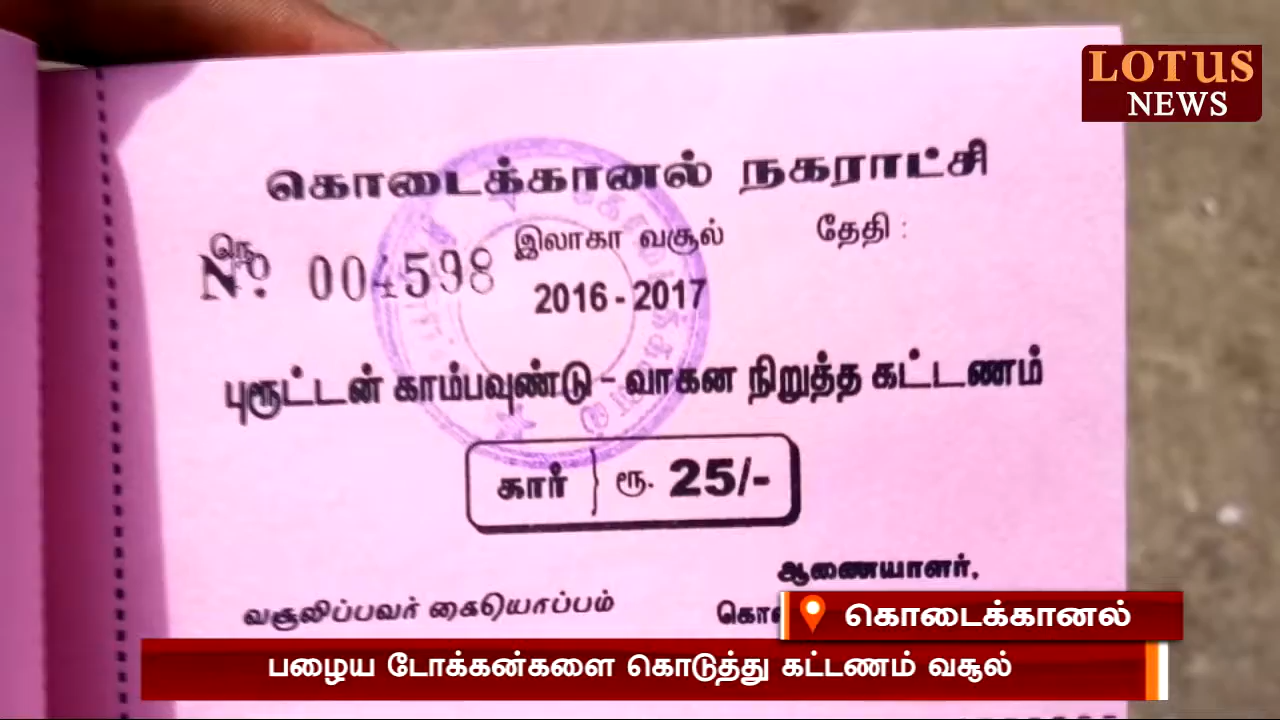 LOTUS
NEWS
கொடைக்கானல் நகராட்சி
இலாகா வசூல் தேதி :
நெ
Nº. 004598
2016 - 2017
புரூட்டன் காம்பவுண்டு - வாகன நிறுத்த கட்டணம்
கார் ரூ. 25/-
ஆணையாளர்,
வசூலிப்பவர் கையொப்பம்
கொடைக்கானல்
பழைய டோக்கன்களை கொடுத்து கட்டணம் வசூல்